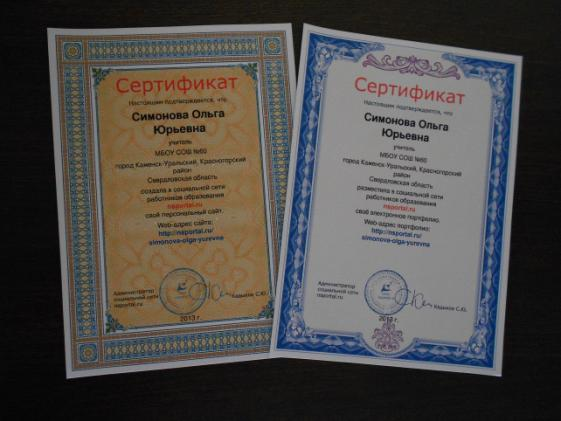 Сертификат
Настоящим подтверждается, что
Симонова Ольга
Юрьевна
учитель
МБОУ СОШ №60
город Каменск-Уральский, Красногорский
район
Свердловская область
создала в социальной сети
работников образования
nsportal.ru
свой персональный сайт.
Web-адрес сайта:
http://nsportal.ru/
simonova-olga-yurevna
Администратор
социальной сети
nsportal.ru
Кадыков С.Ю.
2013 г.
Сертификат
Настоящим подтверждается, что
Симонова Ольга
Юрьевна
учитель
МБОУ СОШ №60
город Каменск-Уральский, Красногорский
район
Свердловская область
разместила в социальной сети
работников образования
nsportal.ru
своё электронное портфолио.
Web-адрес портфолио:
http://nsportal.ru/
simonova-olga-yurevna
Администратор
социальной сети
nsportal.ru
Кадыков С.Ю.
2013 г.